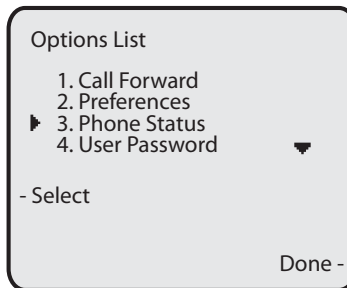 Options List
1. Call Forward
2. Preferences
3. Phone Status
4. User Password
- Select
Done -